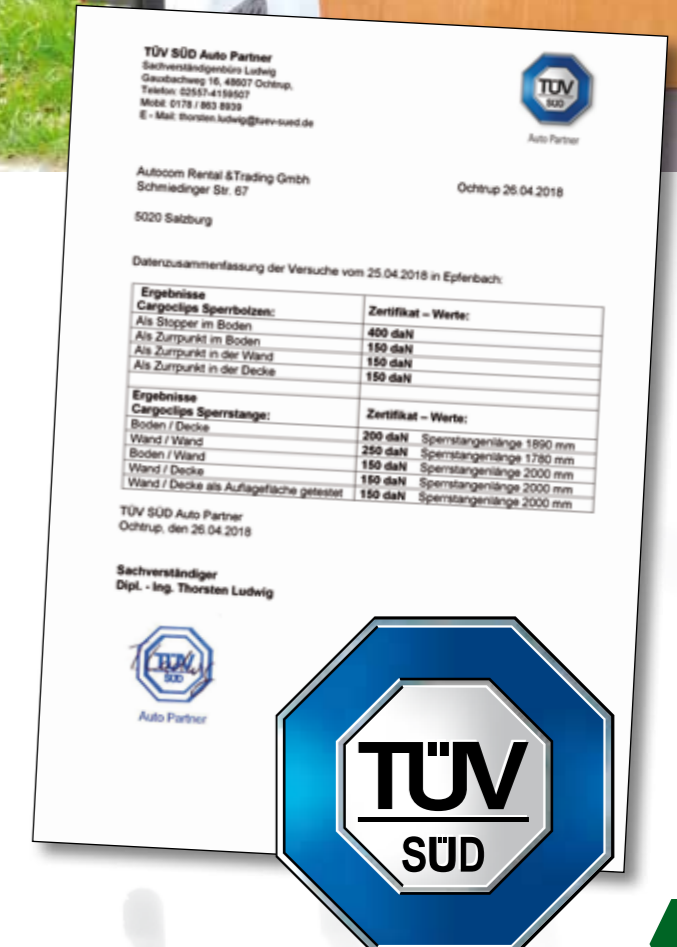 TÜV SÜD Auto Partner
Sachverständigenbüro Ludwig
Gauxbachweg 16, 48607 Ochtrup,
Telefon: 02557-4159507
Mobil: 0178 / 863 8939
E - Mail: thorsten.ludwig@tuev-sued.de
TÜV
SÜD
Auto Partner
Autocom Rental &Trading Gmbh
Schmiedinger Str. 67
Ochtrup 26.04.2018
5020 Salzburg
Datenzusammenfassung der Versuche vom 25.04.2018 in Epfenbach:
Ergebnisse
Cargoclips Sperrbolzen: Zertifikat – Werte:
Als Stopper im Boden 400 daN
Als Zurrpunkt im Boden 150 daN
Als Zurrpunkt in der Wand 150 daN
Als Zurrpunkt in der Decke 150 daN
Ergebnisse
Cargoclips Sperrstange: Zertifikat – Werte:
Boden / Decke 200 daN Sperrstangenlänge 1890 mm
Wand / Wand 250 daN Sperrstangenlänge 1780 mm
Boden / Wand 150 daN Sperrstangenlänge 2000 mm
Wand / Decke 150 daN Sperrstangenlänge 2000 mm
Wand / Decke als Auflagefläche getestet 150 daN Sperrstangenlänge 2000 mm
TÜV SÜD Auto Partner
Ochtrup, den 26.04.2018
Sachverständiger
Dipl. - Ing. Thorsten Ludwig
TÜV
SÜD
Auto Partner
TÜV
SÜD